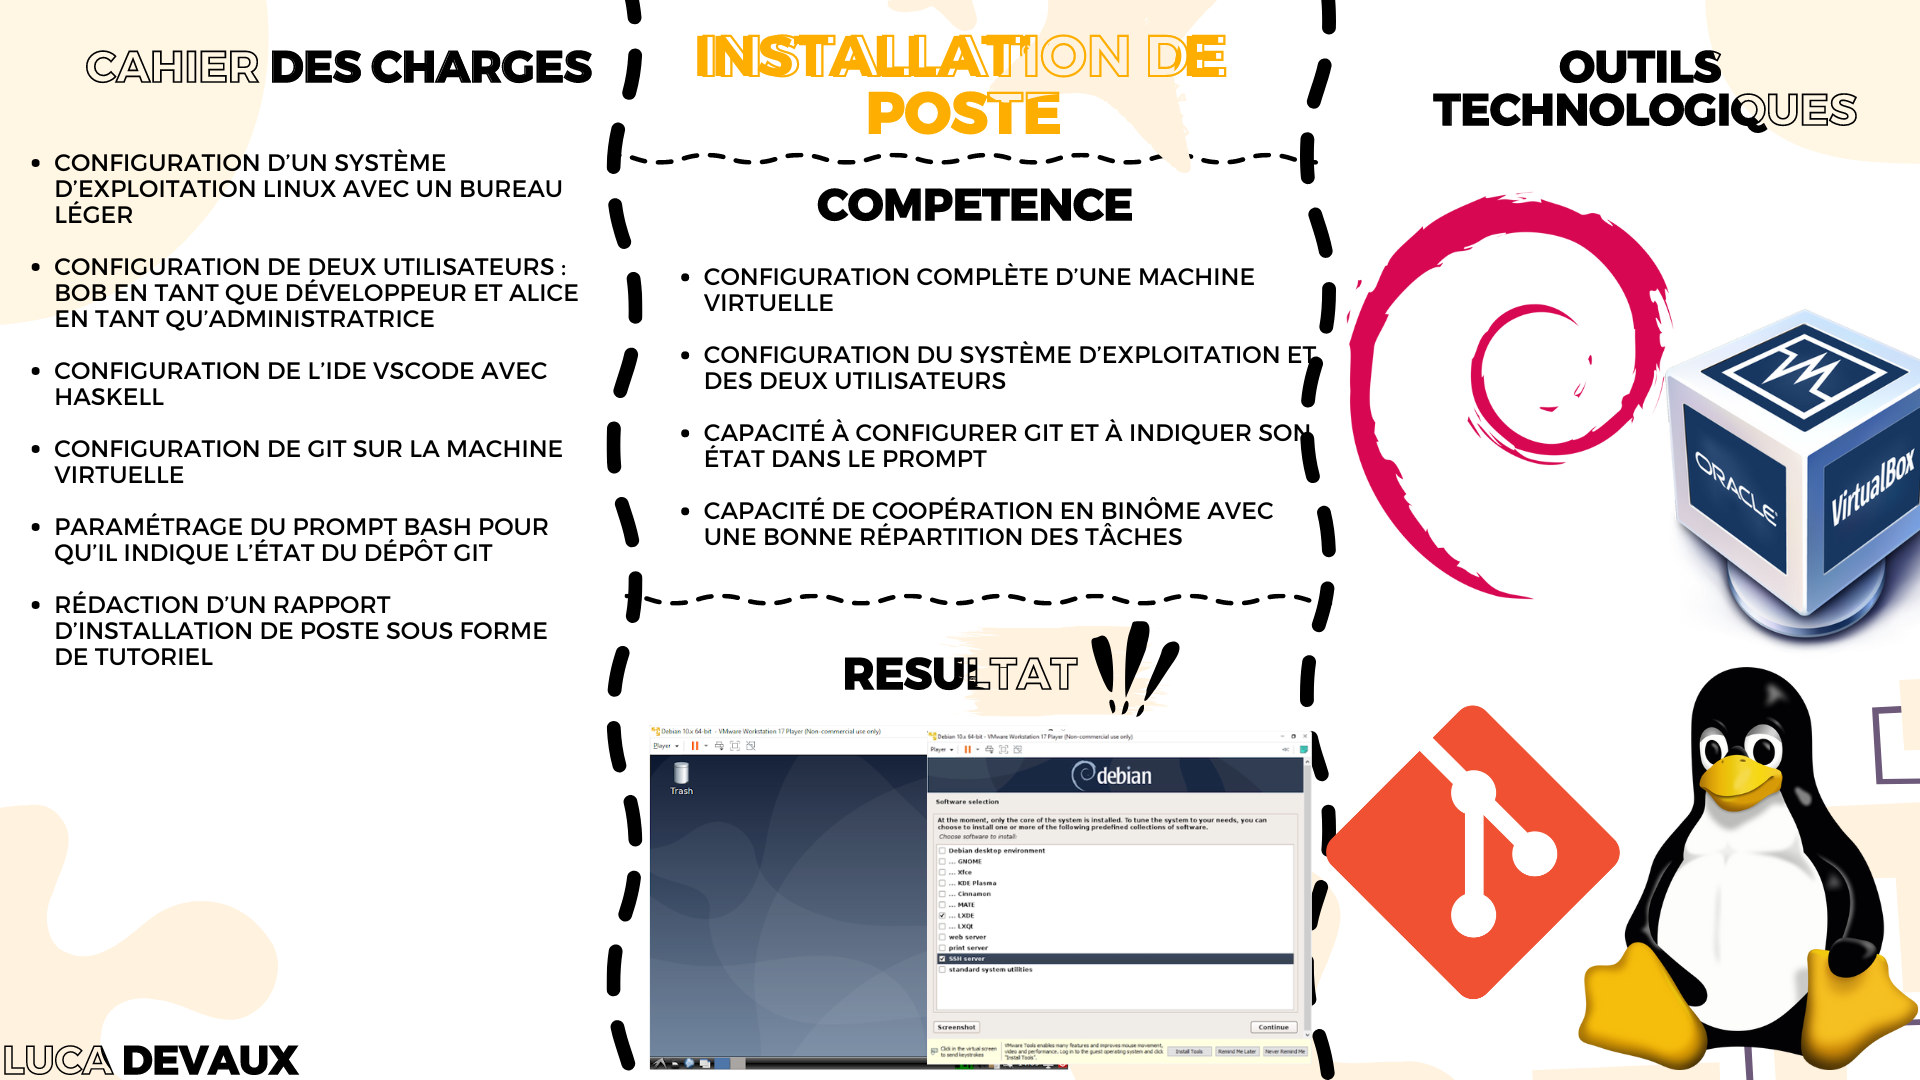 CAHIER DES CHARGES
CONFIGURATION D'UN SYSTÈME
D'EXPLOITATION LINUX AVEC UN BUREAU
LÉGER
CONFIGURATION DE DEUX UTILISATEURS :
BOB EN TANT QUE DÉVELOPPEUR ET ALICE
EN TANT QU'ADMINISTRATRICE
CONFIGURATION DE L'IDE VSCODE AVEC
HASKELL
CONFIGURATION DE GIT SUR LA MACHINE
VIRTUELLE
PARAMÉTRAGE DU PROMPT BASH POUR
QU'IL INDIQUE L'ÉTAT DU DÉPÔT GIT
RÉDACTION D'UN RAPPORT
D'INSTALLATION DE POSTE SOUS FORME
DE TUTORIEL
LUCA DEVAUX
INSTALLATION DE
POSTE
COMPETENCE
CONFIGURATION COMPLÈTE D'UNE MACHINE
VIRTUELLE
CONFIGURATION DU SYSTÈME D'EXPLOITATION ET
DES DEUX UTILISATEURS
CAPACITÉ À CONFIGURER GIT ET À INDIQUER SON
ÉTAT DANS LE PROMPT
CAPACITÉ DE COOPÉRATION EN BINÔME AVEC
UNE BONNE RÉPARTITION DES TÂCHES
RESULTAT
Debian 10.x 64-bit - VMware Workstation 17 Player (Non-commercial use only)
Player
Trash
Debian 10.x 64-bit - VMware Workstation 17 Player (Non-commercial use only)
Player
debian
Software selection
At the moment, only the core of the system is installed. To tune the system to your needs, you can
choose to install one or more of the following predefined collections of software.
Choose software to install:
Debian desktop environment
... GNOME
... Xfce
... KDE Plasma
... Cinnamon
... MATE
... LXDE
... LXQt
web server
print server
SSH server
standard system utilities
Screenshot
Continue
Click in the virtual screen
to send keystrokes
VMware Tools enables many features and improves mouse movement,
video and performance. Log in to the guest operating system and click
"Install Tools".
Install Tools
Remind Me Later
Never Remind Me
OUTILS
TECHNOLOGIQUES
ORACLE
VirtualBox